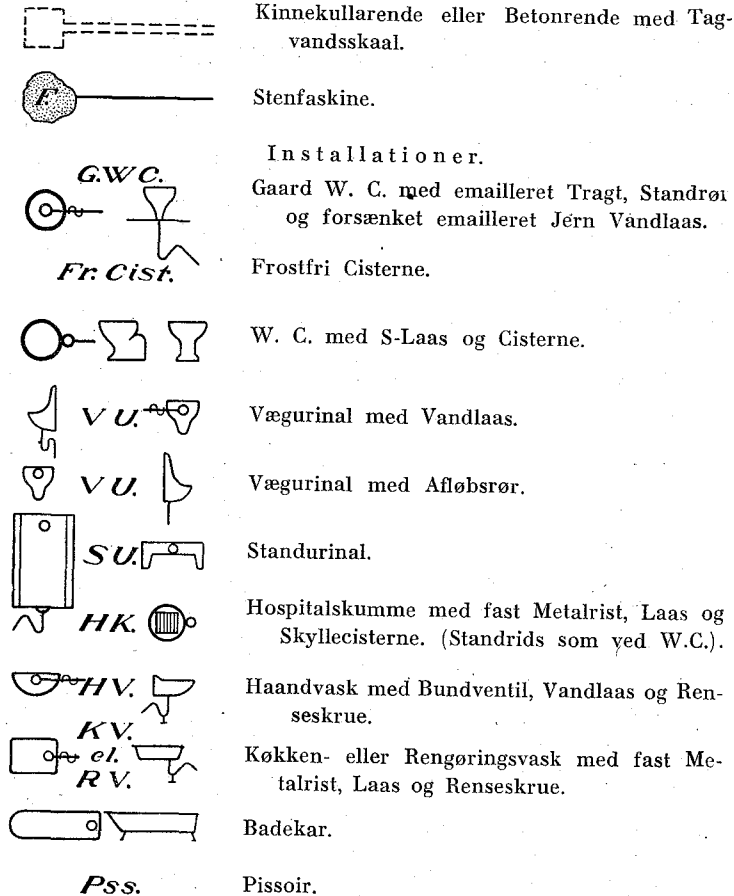 Kinnekullarende eller Betonrende med Tag-
vandsskaal.
F Stenfaskine.
Installationer.
G.W.C. Gaard W. C. med emailleret Tragt, Standrør
og forsænket emailleret Jern Vandlaas.
Fr. Cist. Frostfri Cisterne.
W. C. med S-Laas og Cisterne.
V U. Vægurinal med Vandlaas.
V U. Vægurinal med Afløbsrør.
S U. Standurinal.
HK. Hospitalskumme med fast Metalrist, Laas og
Skyllecisterne. (Standrids som ved W.C.).
HV. Haandvask med Bundventil, Vandlaas og Ren-
seskrue.
KV.
el. Køkken- eller Rengøringsvask med fast Me-
RV. talrist, Laas og Renseskrue.
Badekar.
Pss. Pissoir.